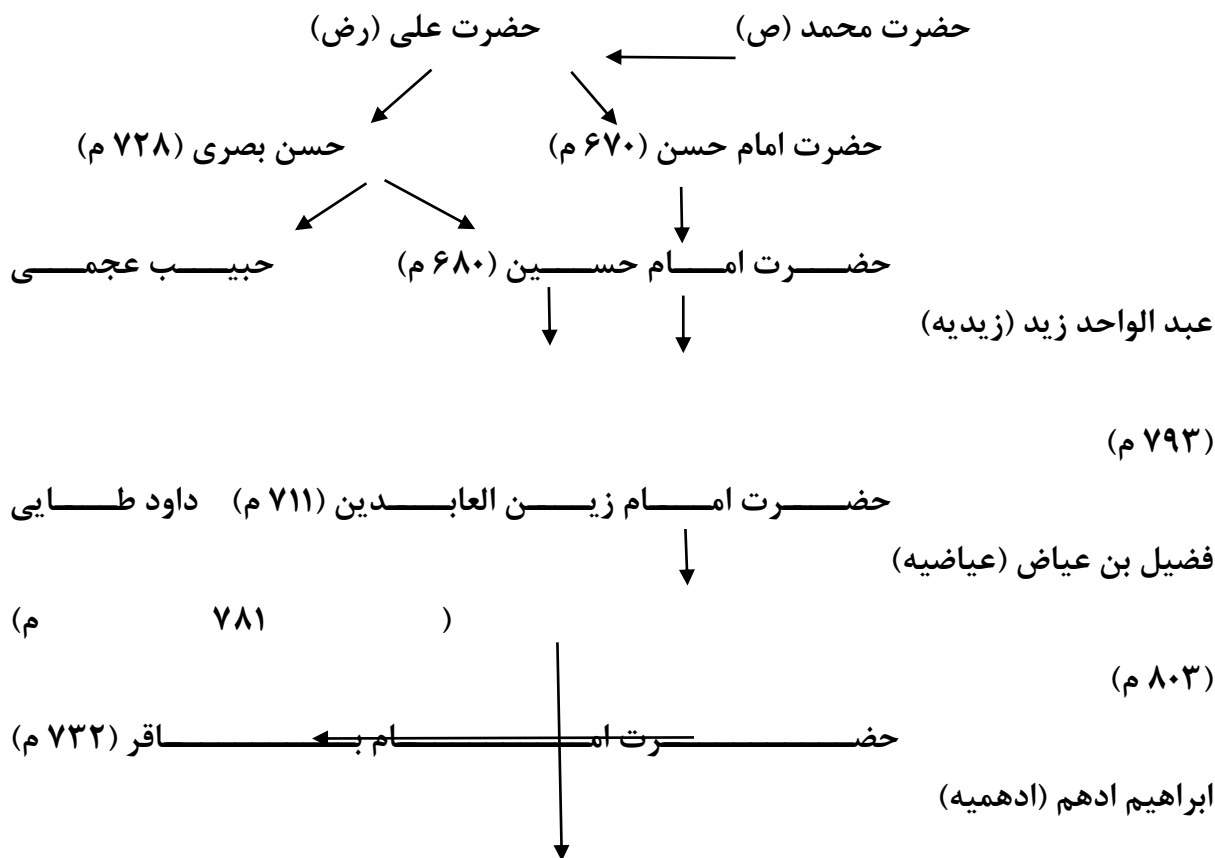 حضرت محمد (ص) حضرت علی (رض)
حضرت امام حسن (۶۷۰ م) حسن بصری (۷۲۸ م)
حضرت امام حسین (۶۸۰ م) حبیب عجمی
عبد الواحد زید (زیدیه)
(۷۹۳ م)
حضرت امام زین العابدین (۷۱۱ م) داود طایی
فضیل بن عیاض (عیاضیه)
(۷۸۱ م)
(۸۰۳ م)
حضرت امام باقر (۷۳۲ م)
ابراهیم ادهم (ادهمیه)